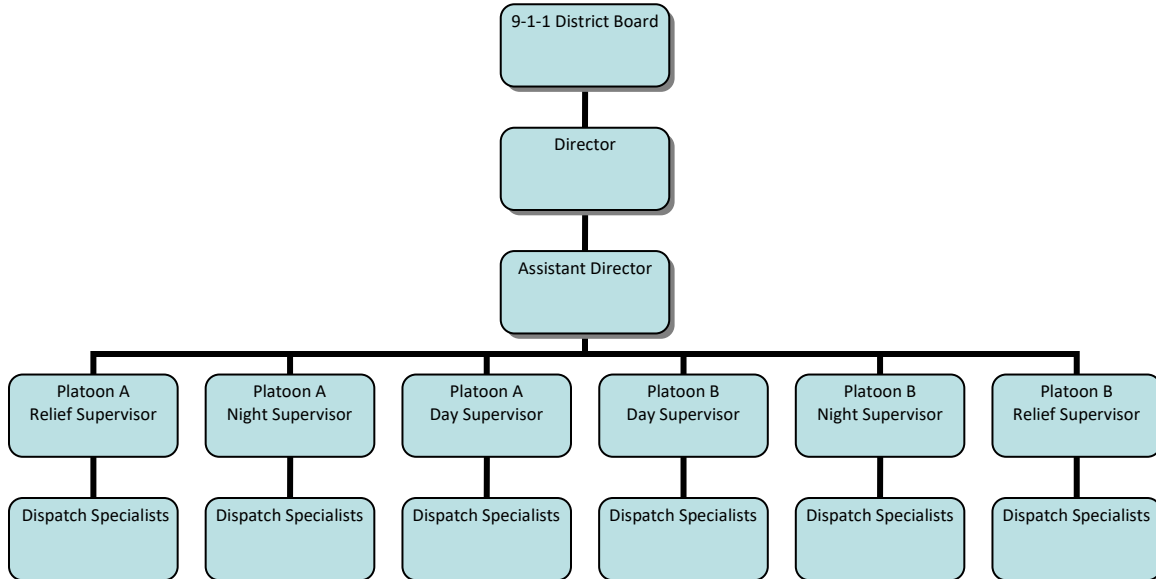 9-1-1 District Board
Director
Assistant Director
Platoon A
Relief Supervisor
Platoon A
Night Supervisor
Platoon A
Day Supervisor
Platoon B
Day Supervisor
Platoon B
Night Supervisor
Platoon B
Relief Supervisor
Dispatch Specialists
Dispatch Specialists
Dispatch Specialists
Dispatch Specialists
Dispatch Specialists
Dispatch Specialists